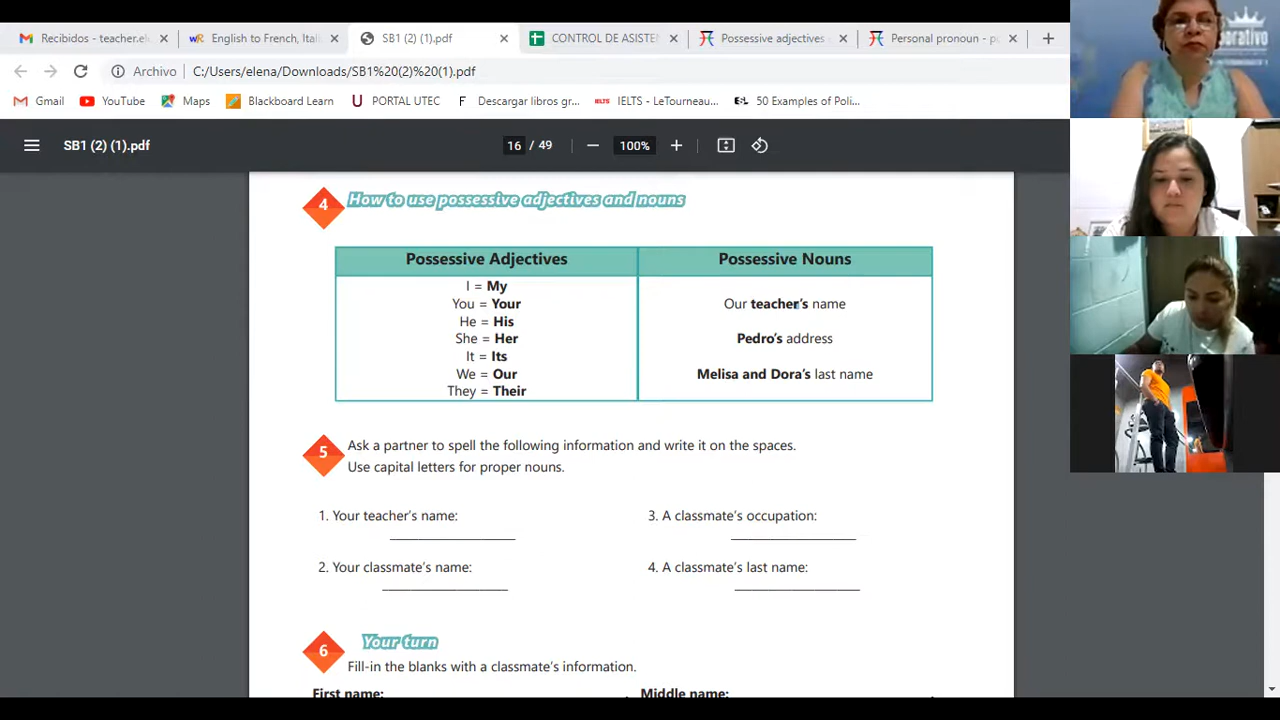 Recibidos - teacher.el
English to French, Ital
SB1 (2) (1).pdf
CONTROL DE ASISTE
Possessive adjectives
Personal pronoun - p
Archivo
C:/Users/elena/Downloads/SB1%20(2)%20(1).pdf
Gmail
YouTube
Maps
Blackboard Learn
PORTAL UTEC
Descargar libros gr...
IELTS - LeTourneau...
50 Examples of Poli...
SB1 (2) (1).pdf
16 / 49
100%
4 How to use possessive adjectives and nouns
Possessive Adjectives
I = My
You = Your
He = His
She = Her
It = Its
We = Our
They = Their
Possessive Nouns
Our teacher's name
Pedro's address
Melisa and Dora's last name
5 Ask a partner to spell the following information and write it on the spaces.
Use capital letters for proper nouns.
1. Your teacher's name:
3. A classmate's occupation:
2. Your classmate's name:
4. A classmate's last name:
6 Your turn
Fill-in the blanks with a classmate's information.
First name:
Middle name: